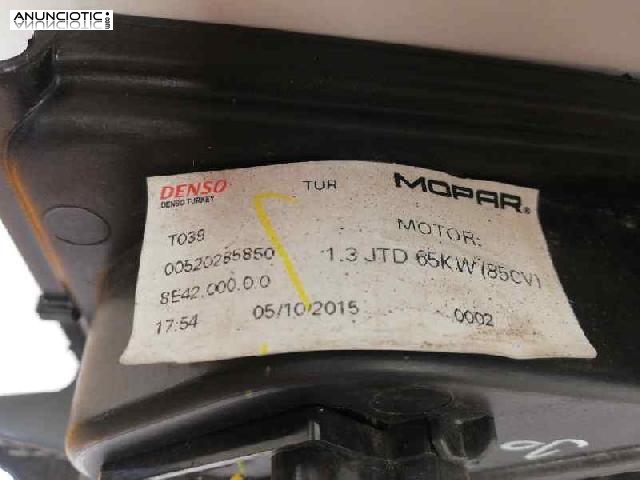 ANUNCIOTIC.es
DENSO TUR MOPAR®
DENSO TURKEY
T039 MOTOR:
00520285850 1.3 JTD 65KW(85CV)
8E42.000.0.0
17:54 05/10/2015 0002